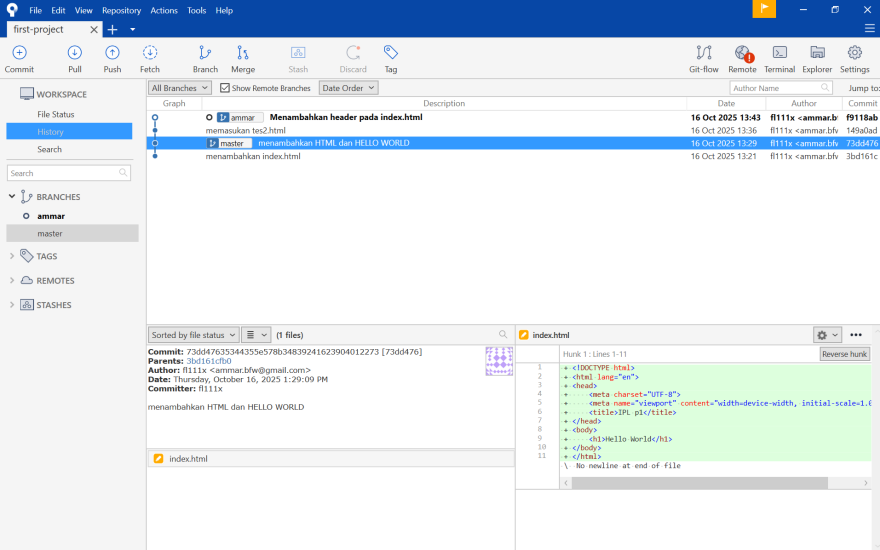 File Edit View Repository Actions Tools Help
first-project
Commit Pull Push Fetch Branch Merge Stash Discard Tag Git-flow Remote Terminal Explorer Settings
All Branches Show Remote Branches Date Order Author Name Jump to:
Graph Description Date Author Commit
ammar Menambahkan header pada index.html 16 Oct 2025 13:43 fl111x <ammar.bfw f9118ab
memasukan tes2.html 16 Oct 2025 13:36 fl111x <ammar.bfw 149a0ad
master menambahkan HTML dan HELLO WORLD 16 Oct 2025 13:29 fl111x <ammar.bfw 73dd476
menambahkan index.html 16 Oct 2025 13:21 fl111x <ammar.bfw 3bd161c
WORKSPACE
File Status
History
Search
Search
BRANCHES
ammar
master
TAGS
REMOTES
STASHES
Sorted by file status (1 files)
Commit: 73dd47635344355e578b34839241623904012273 [73dd476]
Parents: 3bd161cfb0
Author: fl111x <ammar.bfw@gmail.com>
Date: Thursday, October 16, 2025 1:29:09 PM
Committer: fl111x
menambahkan HTML dan HELLO WORLD
index.html
index.html
Hunk 1 : Lines 1-11 Reverse hunk
1 + <!DOCTYPE html>
2 + <html lang="en">
3 + <head>
4 + <meta charset="UTF-8">
5 + <meta name="viewport" content="width=device-width, initial-scale=1.0
6 + <title>IPL p1</title>
7 + </head>
8 + <body>
9 + <h1>Hello World</h1>
10 + </body>
11 + </html>
\ No newline at end of file